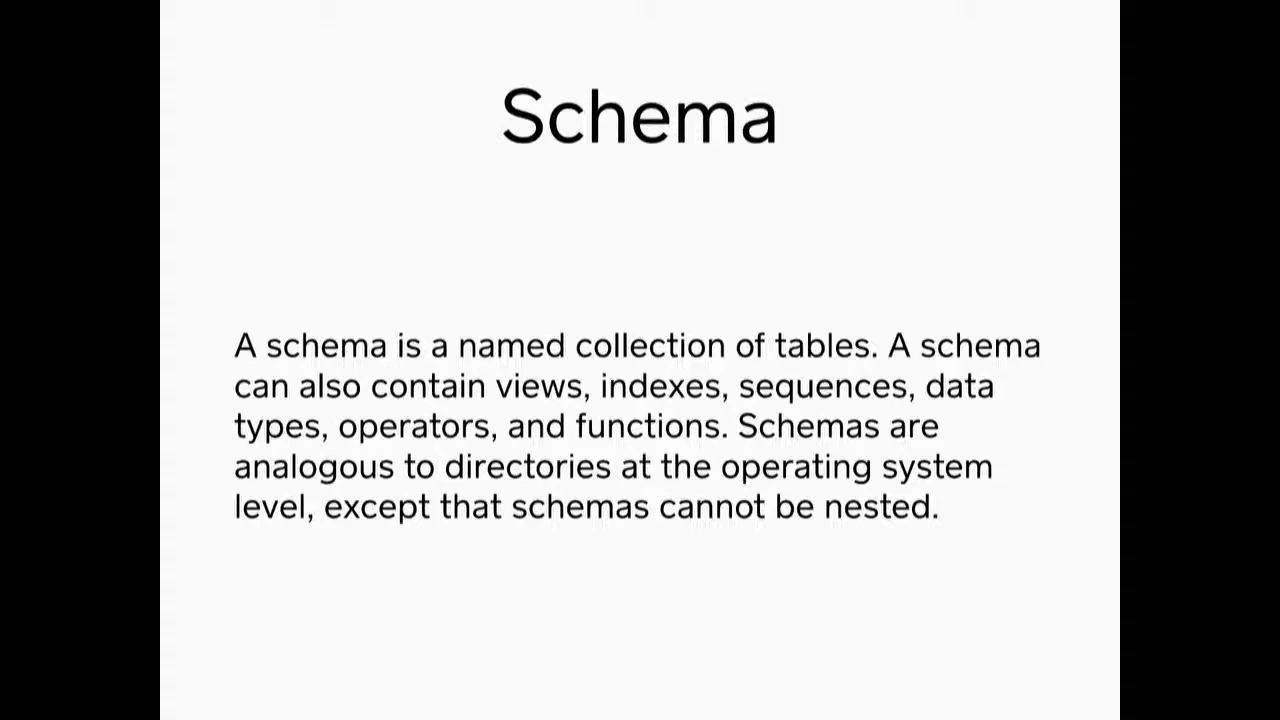 Schema
A schema is a named collection of tables. A schema
can also contain views, indexes, sequences, data
types, operators, and functions. Schemas are
analogous to directories at the operating system
level, except that schemas cannot be nested.